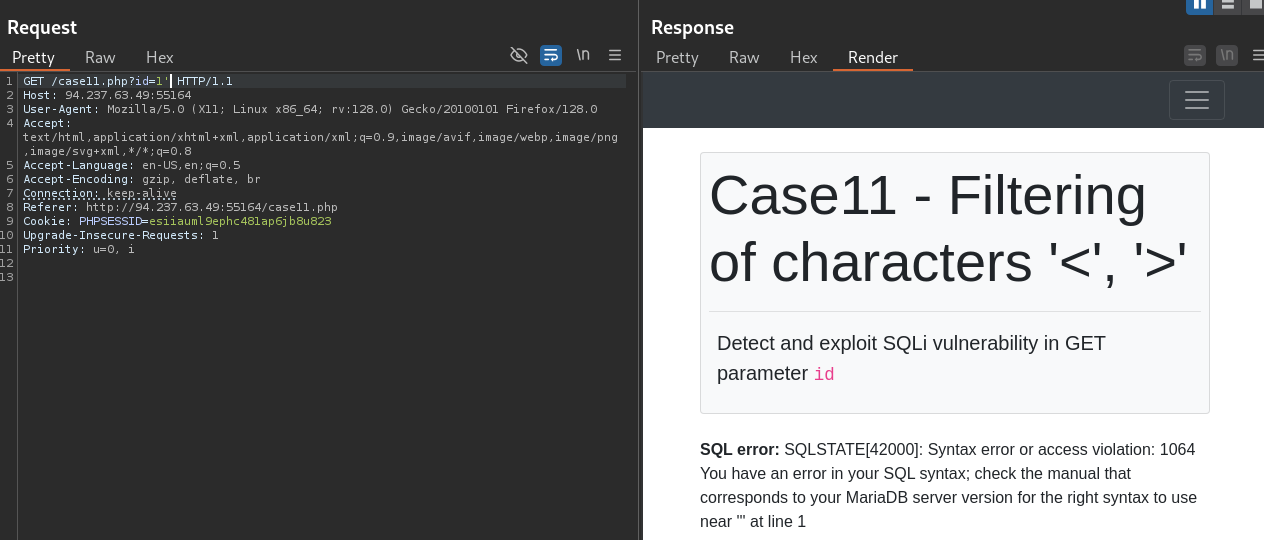 Request
Pretty Raw Hex \n
1 GET /case11.php?id=1' HTTP/1.1
2 Host: 94.237.63.49:55164
3 User-Agent: Mozilla/5.0 (X11; Linux x86_64; rv:128.0) Gecko/20100101 Firefox/128.0
4 Accept:
text/html,application/xhtml+xml,application/xml;q=0.9,image/avif,image/webp,image/png
,image/svg+xml,*/*;q=0.8
5 Accept-Language: en-US,en;q=0.5
6 Accept-Encoding: gzip, deflate, br
7 Connection: keep-alive
8 Referer: http://94.237.63.49:55164/case11.php
9 Cookie: PHPSESSID=esiiauml9ephc481ap6jb8u823
10 Upgrade-Insecure-Requests: 1
11 Priority: u=0, i
12
13
Response
Pretty Raw Hex Render \n
Case11 - Filtering
of characters '<', '>'
Detect and exploit SQLi vulnerability in GET
parameter id
SQL error: SQLSTATE[42000]: Syntax error or access violation: 1064
You have an error in your SQL syntax; check the manual that
corresponds to your MariaDB server version for the right syntax to use
near ''' at line 1